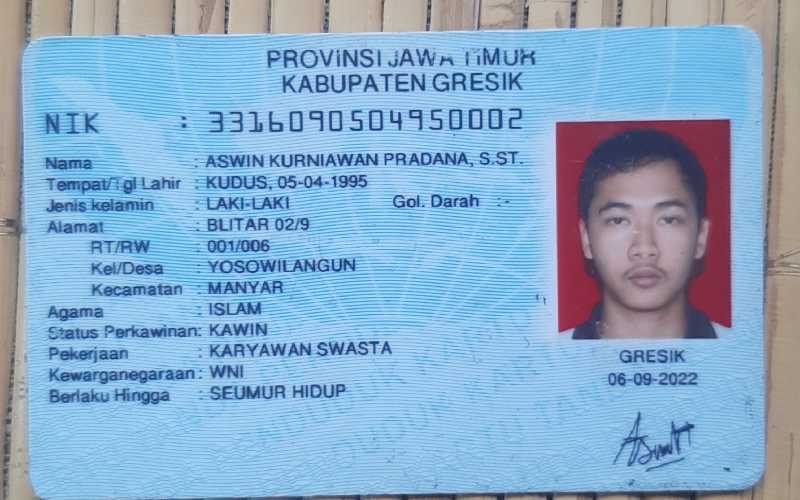 PROVINSI JAWA TIMUR
KABUPATEN GRESIK
NIK : 3316090504950002
Nama : ASWIN KURNIAWAN PRADANA, S.ST.
Tempat/Tgl Lahir : KUDUS, 05-04-1995
Jenis kelamin : LAKI-LAKI Gol. Darah :-
Alamat : BLITAR 02/9
RT/RW : 001/006
Kel/Desa : YOSOWILANGUN
Kecamatan : MANYAR
Agama : ISLAM
Status Perkawinan: KAWIN
Pekerjaan : KARYAWAN SWASTA
Kewarganegaraan: WNI
Berlaku Hingga : SEUMUR HIDUP
GRESIK
06-09-2022